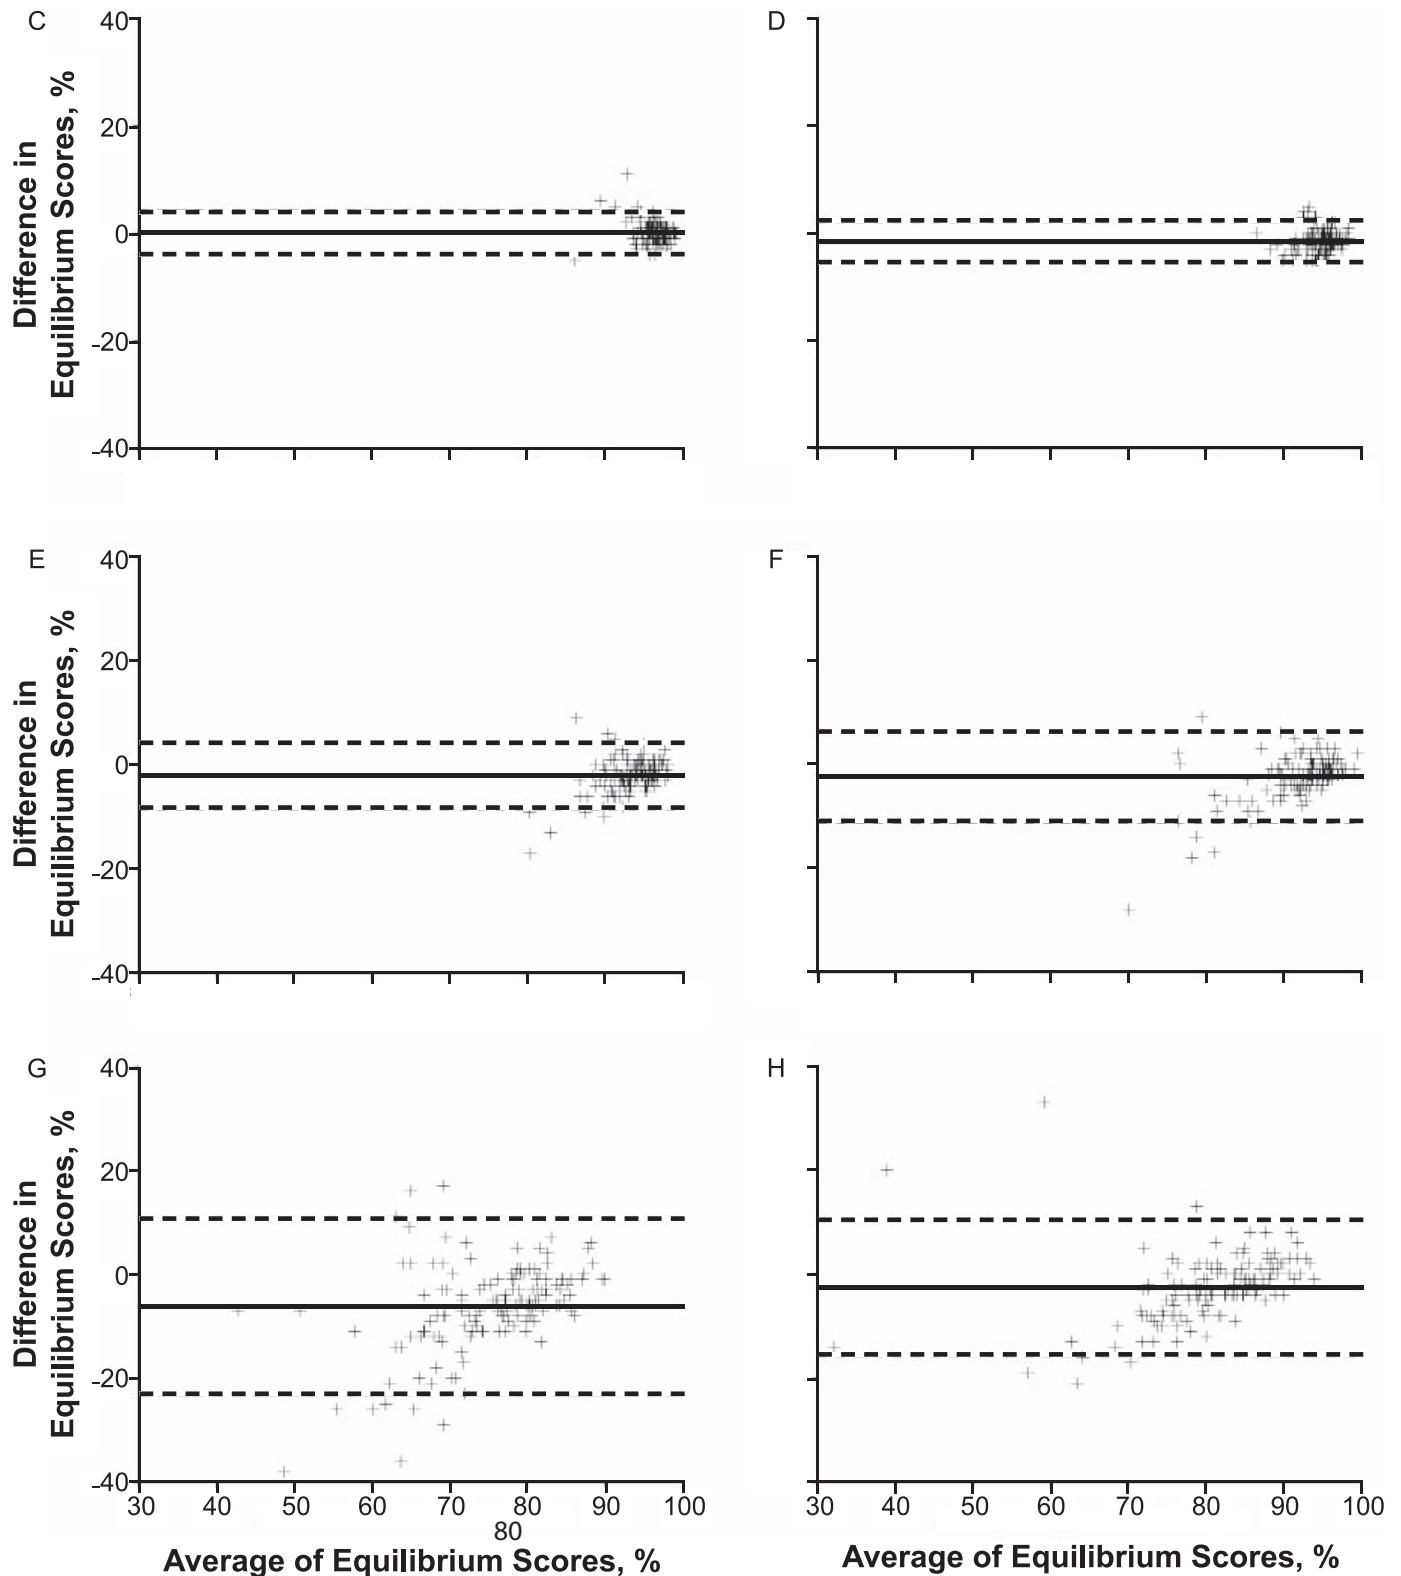 C
D
Difference in
Equilibrium Scores, %
40
20
0
-20
-40
E
F
Difference in
Equilibrium Scores, %
40
20
0
-20
-40
G
H
Difference in
Equilibrium Scores, %
40
20
0
-20
-40
30 40 50 60 70 80 90 100
80
Average of Equilibrium Scores, %
30 40 50 60 70 80 90 100
Average of Equilibrium Scores, %